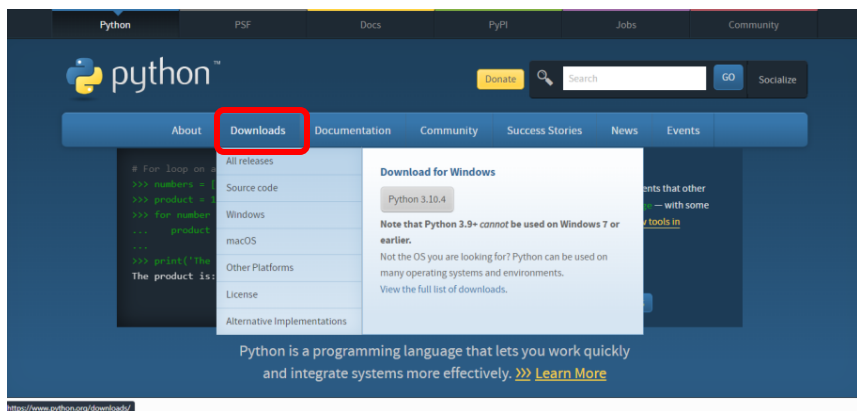 Python PSF Docs PyPI Jobs Community
python™
Donate Search GO Socialize
About Downloads Documentation Community Success Stories News Events
# For loop on a
>>> numbers = [
>>> product = 1
>>> for number
... product
...
>>> print('The
The product is:
All releases
Source code
Windows
macOS
Other Platforms
License
Alternative Implementations
Download for Windows
Python 3.10.4
Note that Python 3.9+ cannot be used on Windows 7 or
earlier.
Not the OS you are looking for? Python can be used on
many operating systems and environments.
View the full list of downloads.
ents that other
— with some
tools in
Python is a programming language that lets you work quickly
and integrate systems more effectively. >>> Learn More
https://www.python.org/downloads/